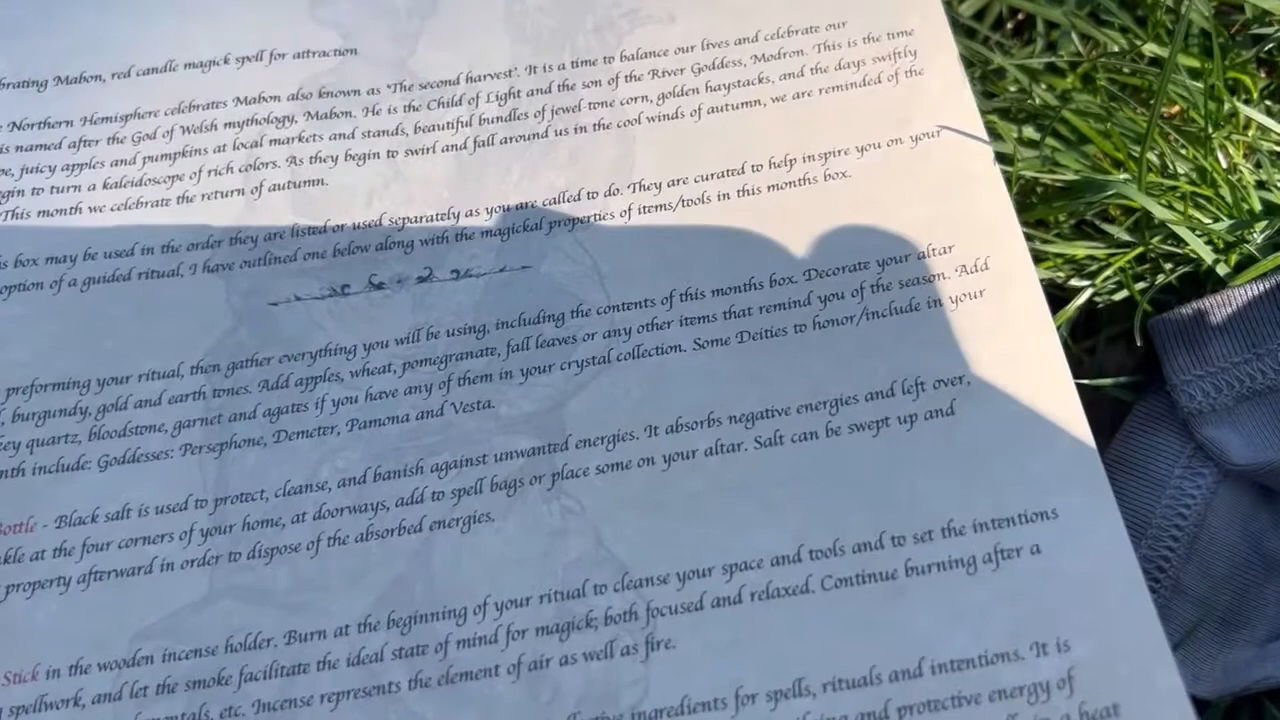 brating Mabon, red candle magick spell for attraction.
Northern Hemisphere celebrates Mabon also known as 'The second harvest'. It is a time to balance our lives and celebrate our
is named after the God of Welsh mythology, Mabon. He is the Child of Light and the son of the River Goddess, Modron. This is the time
pe, juicy apples and pumpkins at local markets and stands, beautiful bundles of jewel-tone corn, golden haystacks, and the days swiftly
gin to turn a kaleidoscope of rich colors. As they begin to swirl and fall around us in the cool winds of autumn, we are reminded of the
This month we celebrate the return of autumn.
s box may be used in the order they are listed or used separately as you are called to do. They are curated to help inspire you on your
option of a guided ritual, I have outlined one below along with the magickal properties of items/tools in this months box.
preforming your ritual, then gather everything you will be using, including the contents of this months box. Decorate your altar
, burgundy, gold and earth tones. Add apples, wheat, pomegranate, fall leaves or any other items that remind you of the season. Add
ey quartz, bloodstone, garnet and agates if you have any of them in your crystal collection. Some Deities to honor/include in your
nth include: Goddesses: Persephone, Demeter, Pamona and Vesta.
Bottle - Black salt is used to protect, cleanse, and banish against unwanted energies. It absorbs negative energies and left over,
kle at the four corners of your home, at doorways, add to spell bags or place some on your altar. Salt can be swept up and
property afterward in order to dispose of the absorbed energies.
Stick in the wooden incense holder. Burn at the beginning of your ritual to cleanse your space and tools and to set the intentions
spellwork, and let the smoke facilitate the ideal state of mind for magick; both focused and relaxed. Continue burning after a
etc. Incense represents the element of air as well as fire.
ingredients for spells, rituals and intentions. It is
and protective energy of
a heat